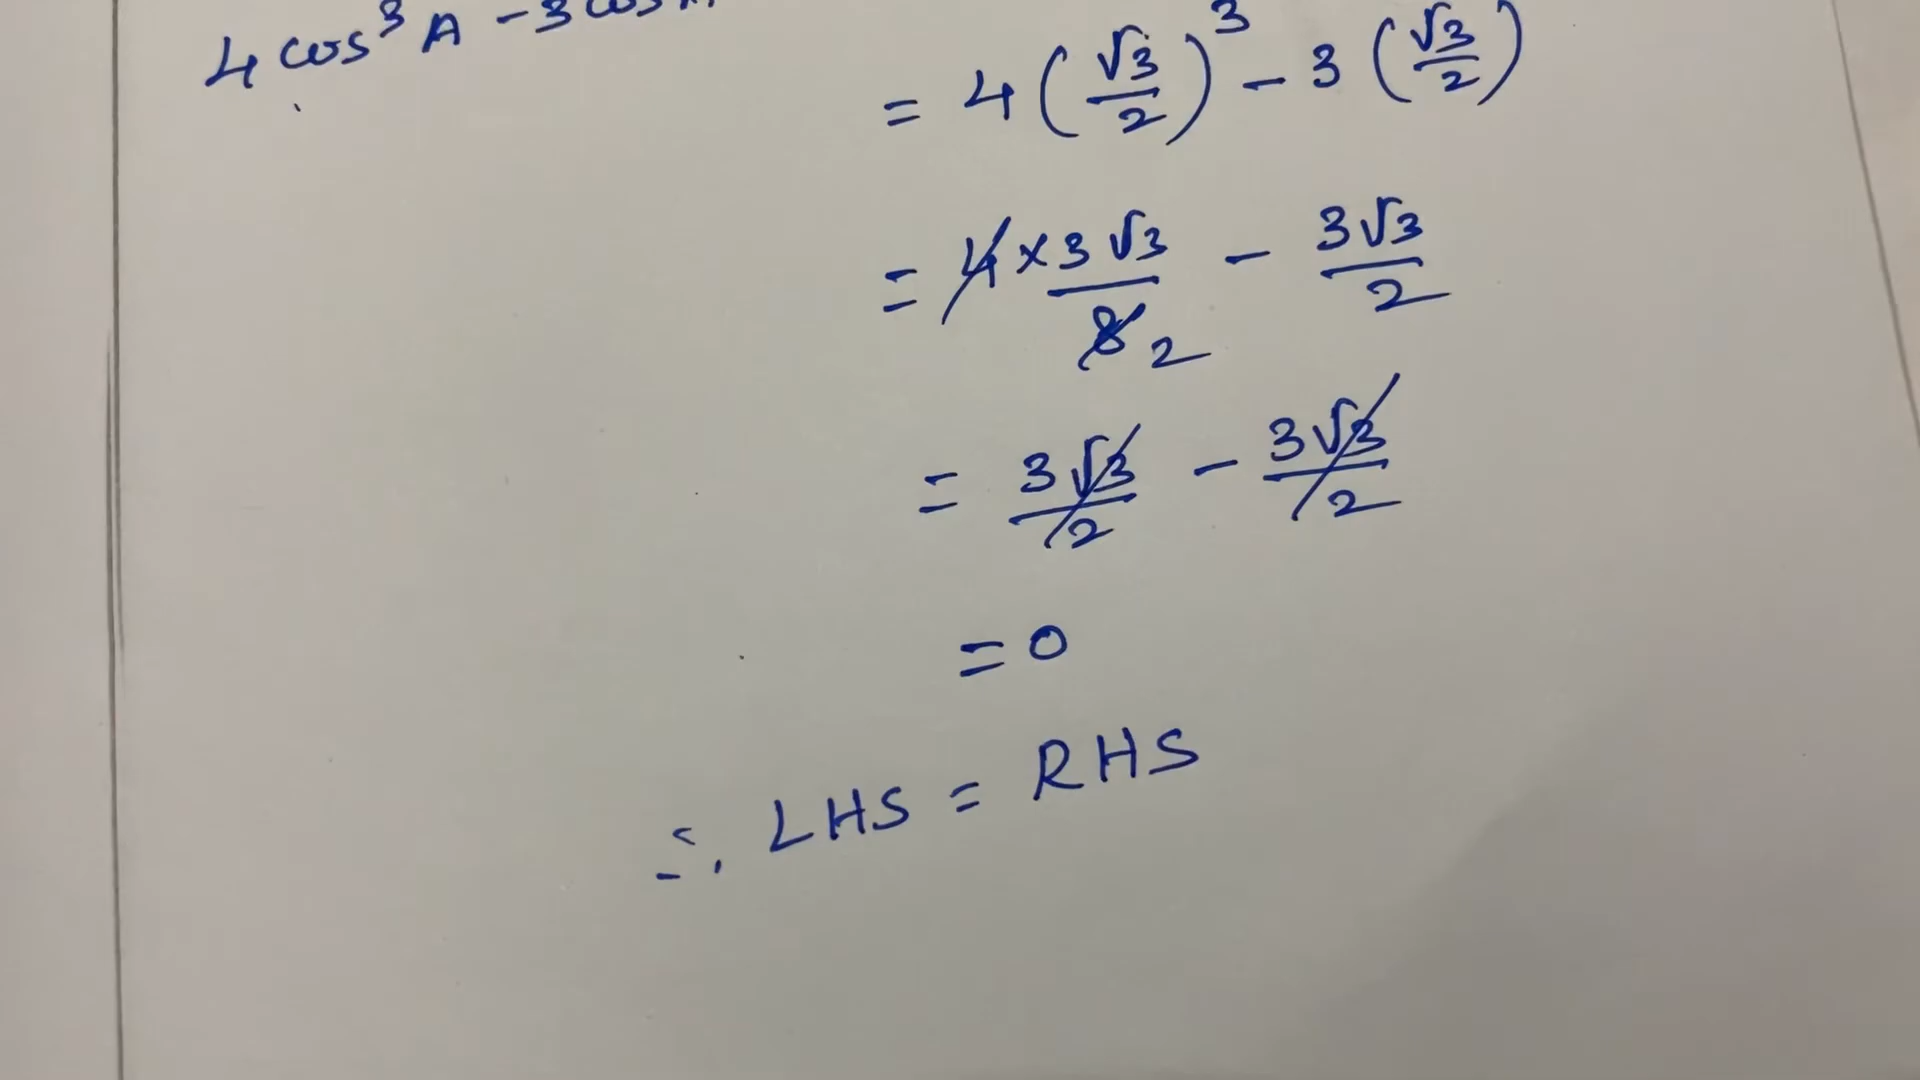 4 cos³ A - 3 cos
= 4 (√3/2)³ - 3 (√3/2)
= 4 × 3√3/8 2 - 3√3/2
= 3√3/2 - 3√3/2
= 0
∴ LHS = RHS